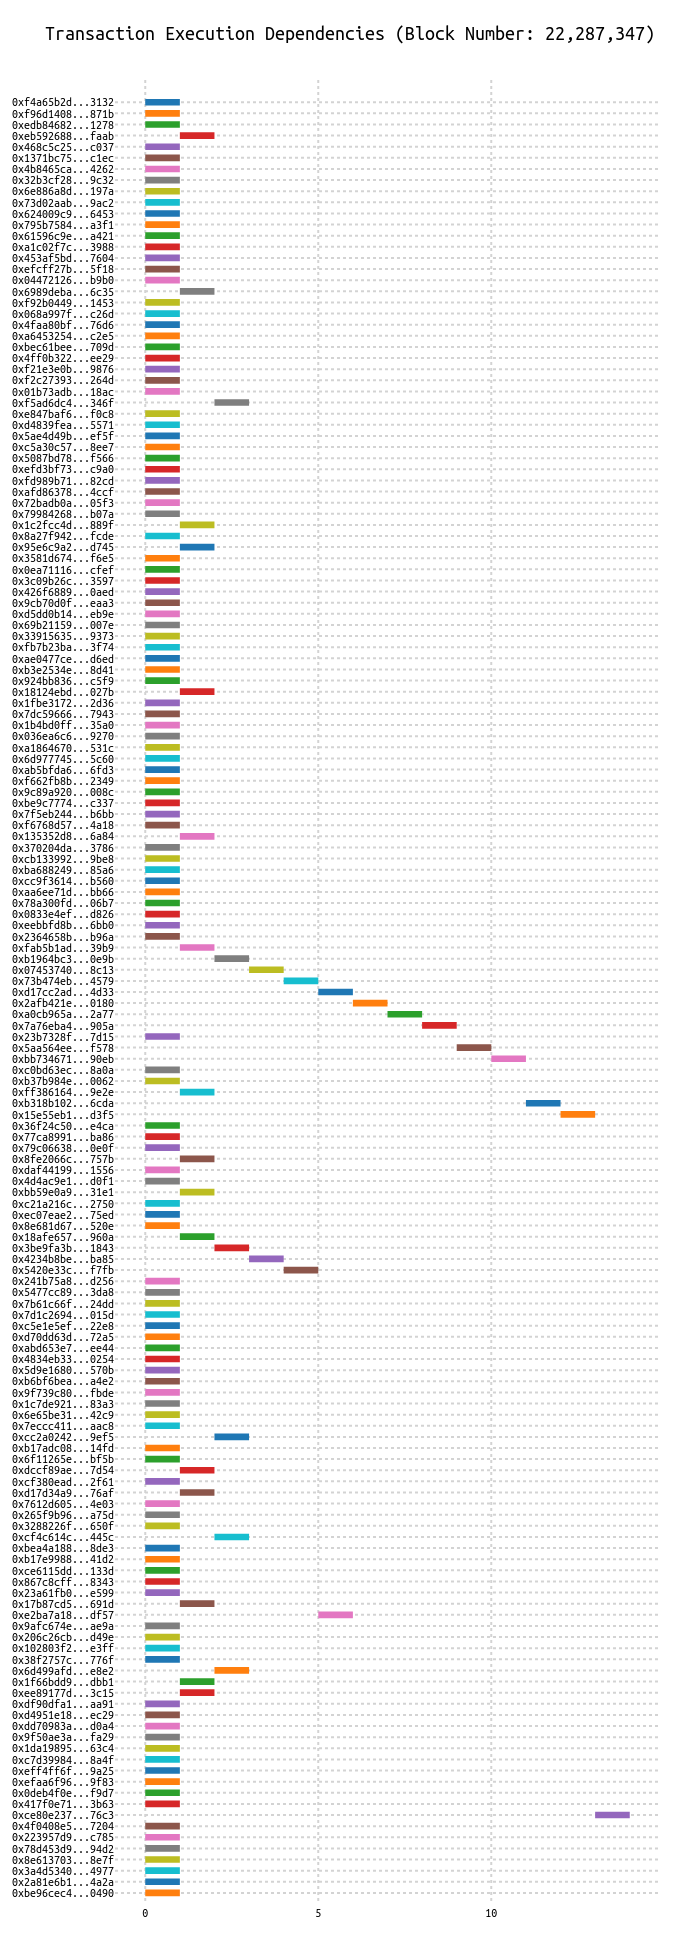 Transaction Execution Dependencies (Block Number: 22,287,347)
0xf4a65b2d...3132
0xf96d1408...871b
0xedb84682...1278
0xeb592688...faab
0x468c5c25...c037
0x1371bc75...c1ec
0x4b8465ca...4262
0x32b3cf28...9c32
0x6e886a8d...197a
0x73d02aab...9ac2
0x624009c9...6453
0x795b7584...a3f1
0x61596c9e...a421
0xa1c02f7c...3988
0x453af5bd...7604
0xefcff27b...5f18
0x04472126...b9b0
0x6989deba...6c35
0xf92b0449...1453
0x068a997f...c26d
0x4faa80bf...76d6
0xa6453254...c2e5
0xbec61bee...709d
0x4ff0b322...ee29
0xf21e3e0b...9876
0xf2c27393...264d
0x01b73adb...18ac
0xf5ad6dc4...346f
0xe847baf6...f0c8
0xd4839fea...5571
0x5ae4d49b...ef5f
0xc5a30c57...8ee7
0x5087bd78...f566
0xefd3bf73...c9a0
0xfd989b71...82cd
0xafd86378...4ccf
0x72badb0a...05f3
0x79984268...b07a
0x1c2fcc4d...889f
0x8a27f942...fcde
0x95e6c9a2...d745
0x3581d674...f6e5
0x0ea71116...cfef
0x3c09b26c...3597
0x426f6889...0aed
0x9cb70d0f...eaa3
0xd5dd0b14...eb9e
0x69b21159...007e
0x33915635...9373
0xfb7b23ba...3f74
0xae0477ce...d6ed
0xb3e2534e...8d41
0x924bb836...c5f9
0x18124ebd...027b
0x1fbe3172...2d36
0x7dc59666...7943
0x1b4bd0ff...35a0
0x036ea6c6...9270
0xa1864670...531c
0x6d977745...5c60
0xab5bfda6...6fd3
0xf662fb8b...2349
0x9c89a920...008c
0xbe9c7774...c337
0x7f5eb244...b6bb
0xf6768d57...4a18
0x135352d8...6a84
0x370204da...3786
0xcb133992...9be8
0xba688249...85a6
0xcc9f3614...b560
0xaa6ee71d...bb66
0x78a300fd...06b7
0x0833e4ef...d826
0xeebbfd8b...6bb0
0x2364658b...b96a
0xfab5b1ad...39b9
0xb1964bc3...0e9b
0x07453740...8c13
0x73b474eb...4579
0xd17cc2ad...4d33
0x2afb421e...0180
0xa0cb965a...2a77
0x7a76eba4...905a
0x23b7328f...7d15
0x5aa564ee...f578
0xbb734671...90eb
0xc0bd63ec...8a0a
0xb37b984e...0062
0xff386164...9e2e
0xb318b102...6cda
0x15e55eb1...d3f5
0x36f24c50...e4ca
0x77ca8991...ba86
0x79c06638...0e0f
0x8fe2066c...757b
0xdaf44199...1556
0x4d4ac9e1...d0f1
0xbb59e0a9...31e1
0xc21a216c...2750
0xec07eae2...75ed
0x8e681d67...520e
0x18afe657...960a
0x3be9fa3b...1843
0x4234b8be...ba85
0x5420e33c...f7fb
0x241b75a8...d256
0x5477cc89...3da8
0x7b61c66f...24dd
0x7d1c2694...015d
0xc5e1e5ef...22e8
0xd70dd63d...72a5
0xabd653e7...ee44
0x4834eb33...0254
0x5d9e1680...570b
0xb6bf6bea...a4e2
0x9f739c80...fbde
0x1c7de921...83a3
0x6e65be31...42c9
0x7eccc411...aac8
0xcc2a0242...9ef5
0xb17adc08...14fd
0x6f11265e...bf5b
0xdccf89ae...7d54
0xcf380ead...2f61
0xd17d34a9...76af
0x7612d605...4e03
0x265f9b96...a75d
0x3288226f...650f
0xcf4c614c...445c
0xbea4a188...8de3
0xb17e9988...41d2
0xce6115dd...133d
0x867c8cff...8343
0x23a61fb0...e599
0x17b87cd5...691d
0xe2ba7a18...df57
0x9afc674e...ae9a
0x206c26cb...d49e
0x102803f2...e3ff
0x38f2757c...776f
0x6d499afd...e8e2
0x1f66bdd9...dbb1
0xee89177d...3c15
0xdf90dfa1...aa91
0xd4951e18...ec29
0xdd70983a...d0a4
0x9f50ae3a...fa29
0x1da19895...63c4
0xc7d39984...8a4f
0xeff4ff6f...9a25
0xefaa6f96...9f83
0x0deb4f0e...f9d7
0x417f0e71...3b63
0xce80e237...76c3
0x4f0408e5...7204
0x223957d9...c785
0x78d453d9...94d2
0x8e613703...8e7f
0x3a4d5340...4977
0x2a81e6b1...4a2a
0xbe96cec4...0490
0 5 10